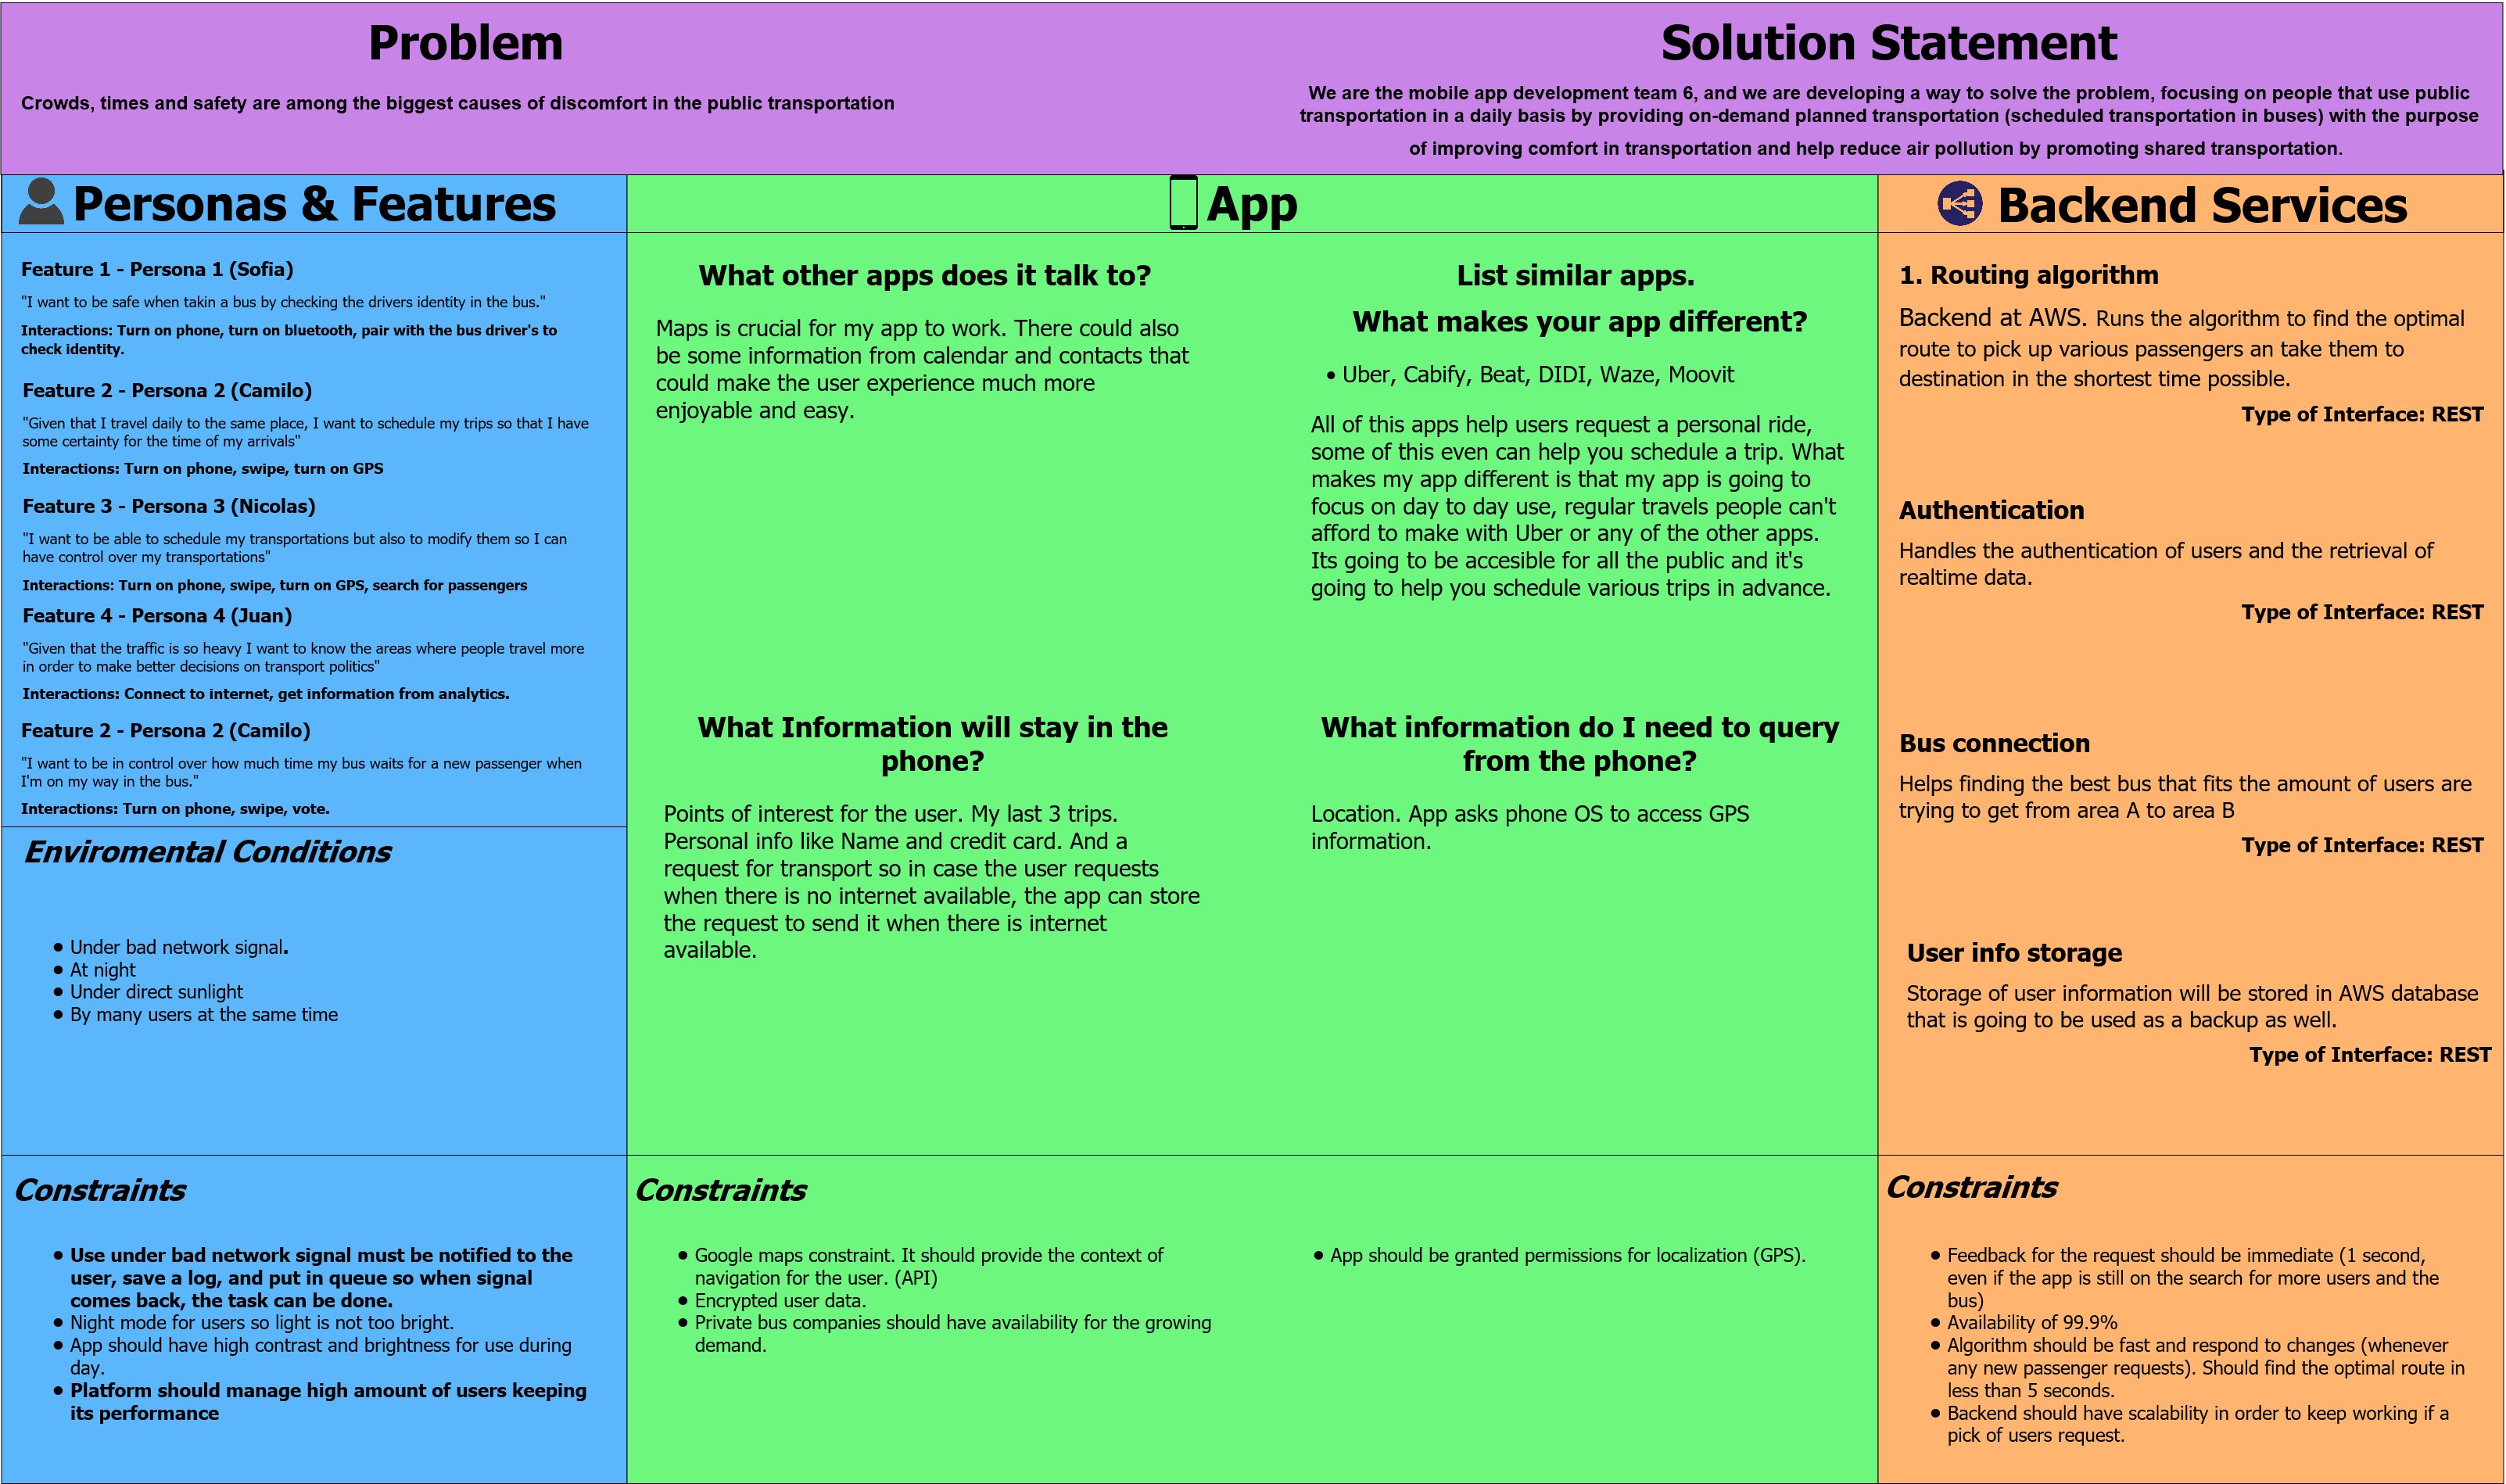 Problem
Crowds, times and safety are among the biggest causes of discomfort in the public transportation
Solution Statement
We are the mobile app development team 6, and we are developing a way to solve the problem, focusing on people that use public
transportation in a daily basis by providing on-demand planned transportation (scheduled transportation in buses) with the purpose
of improving comfort in transportation and help reduce air pollution by promoting shared transportation.
Personas & Features
Feature 1 - Persona 1 (Sofia)
"I want to be safe when takin a bus by checking the drivers identity in the bus."
Interactions: Turn on phone, turn on bluetooth, pair with the bus driver's to
check identity.
Feature 2 - Persona 2 (Camilo)
"Given that I travel daily to the same place, I want to schedule my trips so that I have
some certainty for the time of my arrivals"
Interactions: Turn on phone, swipe, turn on GPS
Feature 3 - Persona 3 (Nicolas)
"I want to be able to schedule my transportations but also to modify them so I can
have control over my transportations"
Interactions: Turn on phone, swipe, turn on GPS, search for passengers
Feature 4 - Persona 4 (Juan)
"Given that the traffic is so heavy I want to know the areas where people travel more
in order to make better decisions on transport politics"
Interactions: Connect to internet, get information from analytics.
Feature 2 - Persona 2 (Camilo)
"I want to be in control over how much time my bus waits for a new passenger when
I'm on my way in the bus."
Interactions: Turn on phone, swipe, vote.
Enviromental Conditions
• Under bad network signal.
• At night
• Under direct sunlight
• By many users at the same time
Constraints
• Use under bad network signal must be notified to the
user, save a log, and put in queue so when signal
comes back, the task can be done.
• Night mode for users so light is not too bright.
• App should have high contrast and brightness for use during
day.
• Platform should manage high amount of users keeping
its performance
App
What other apps does it talk to?
Maps is crucial for my app to work. There could also
be some information from calendar and contacts that
could make the user experience much more
enjoyable and easy.
List similar apps.
What makes your app different?
• Uber, Cabify, Beat, DIDI, Waze, Moovit
All of this apps help users request a personal ride,
some of this even can help you schedule a trip. What
makes my app different is that my app is going to
focus on day to day use, regular travels people can't
afford to make with Uber or any of the other apps.
Its going to be accesible for all the public and it's
going to help you schedule various trips in advance.
What Information will stay in the
phone?
Points of interest for the user. My last 3 trips.
Personal info like Name and credit card. And a
request for transport so in case the user requests
when there is no internet available, the app can store
the request to send it when there is internet
available.
What information do I need to query
from the phone?
Location. App asks phone OS to access GPS
information.
Constraints
• Google maps constraint. It should provide the context of
navigation for the user. (API)
• Encrypted user data.
• Private bus companies should have availability for the growing
demand.
• App should be granted permissions for localization (GPS).
Backend Services
1. Routing algorithm
Backend at AWS. Runs the algorithm to find the optimal
route to pick up various passengers an take them to
destination in the shortest time possible.
Type of Interface: REST
Authentication
Handles the authentication of users and the retrieval of
realtime data.
Type of Interface: REST
Bus connection
Helps finding the best bus that fits the amount of users are
trying to get from area A to area B
Type of Interface: REST
User info storage
Storage of user information will be stored in AWS database
that is going to be used as a backup as well.
Type of Interface: REST
Constraints
• Feedback for the request should be immediate (1 second,
even if the app is still on the search for more users and the
bus)
• Availability of 99.9%
• Algorithm should be fast and respond to changes (whenever
any new passenger requests). Should find the optimal route in
less than 5 seconds.
• Backend should have scalability in order to keep working if a
pick of users request.